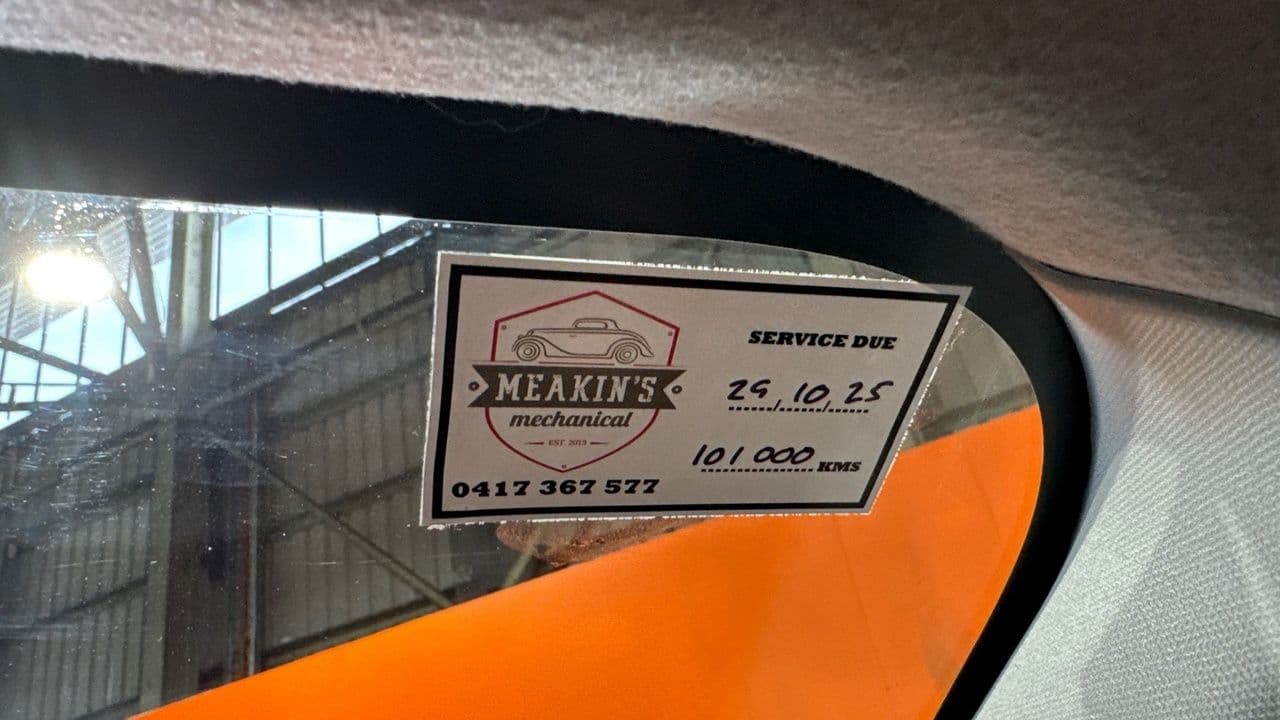 MEAKIN'S
mechanical
EST. 2013
0417 367 577
SERVICE DUE
29, 10, 25
101 000 KMS